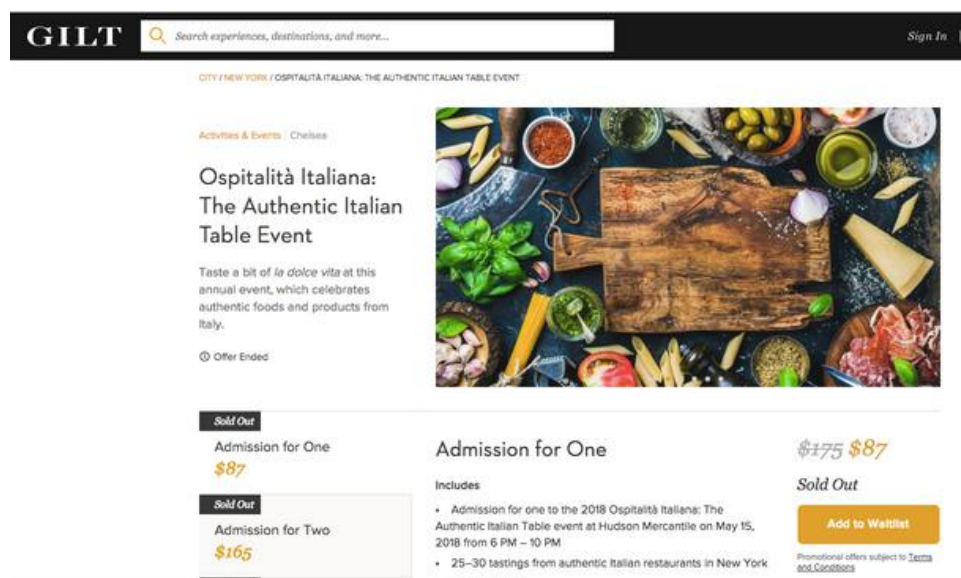 GILT
Search experiences, destinations, and more...
Sign In
CITY / NEW YORK / OSPITALITÀ ITALIANA: THE AUTHENTIC ITALIAN TABLE EVENT
Activities & Events | Chelsea
Ospitalità Italiana:
The Authentic Italian
Table Event
Taste a bit of la dolce vita at this
annual event, which celebrates
authentic foods and products from
Italy.
Offer Ended
Sold Out
Admission for One
$87
Sold Out
Admission for Two
$165
Admission for One
Includes
• Admission for one to the 2018 Ospitalità Italiana: The
Authentic Italian Table event at Hudson Mercantile on May 15,
2018 from 6 PM – 10 PM
• 25–30 tastings from authentic Italian restaurants in New York
$175 $87
Sold Out
Add to Waitlist
Promotional offers subject to Terms
and Conditions